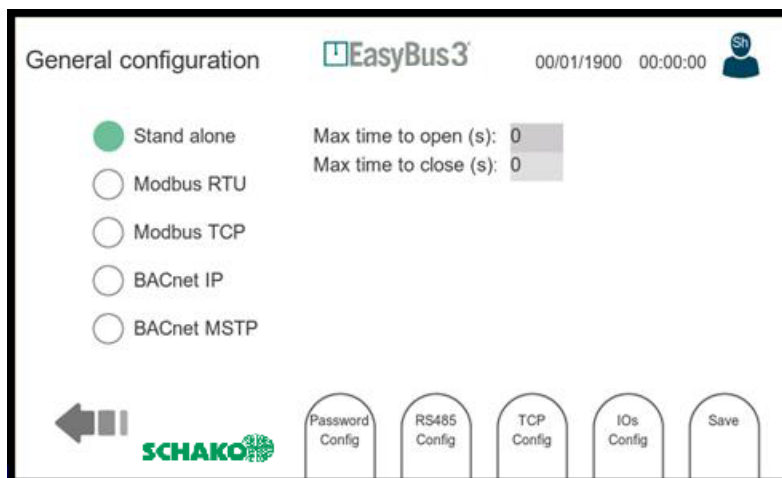 General configuration
EasyBus3
00/01/1900 00:00:00
Sh
Stand alone
Modbus RTU
Modbus TCP
BACnet IP
BACnet MSTP
Max time to open (s): 0
Max time to close (s): 0
SCHAKO
Password
Config
RS485
Config
TCP
Config
IOs
Config
Save